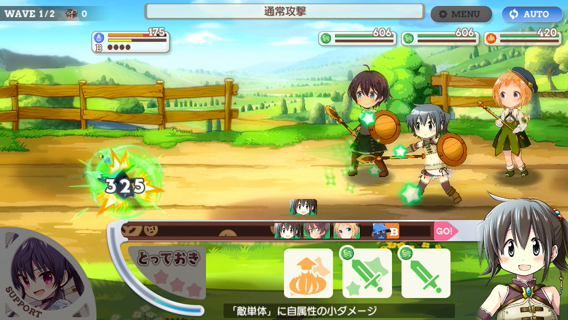 WAVE 1/2 0
通常攻撃
MENU
AUTO
B 175
606
606
420
325
B GO!
とっておき
SUPPORT
「敵単体」に自属性の小ダメージ